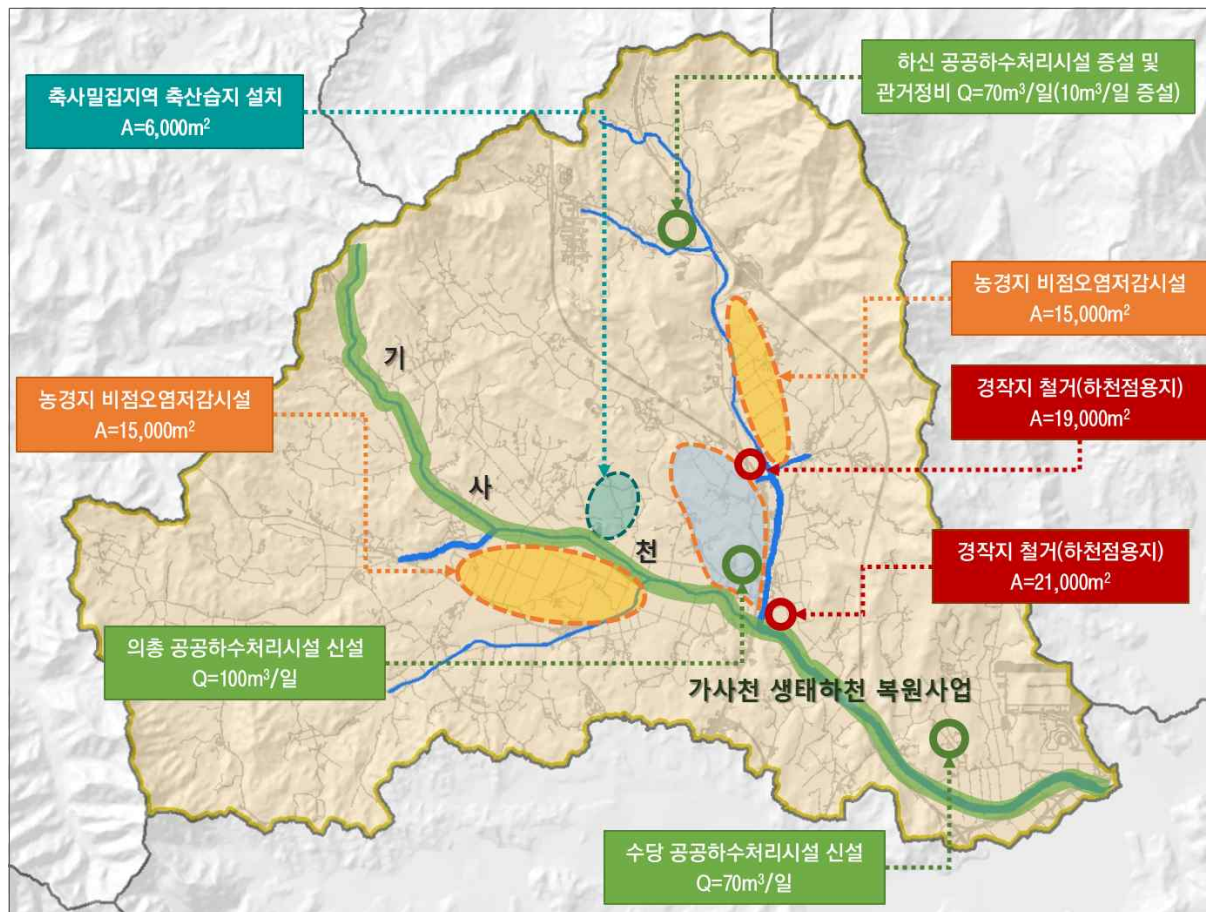 하신 공공하수처리시설 증설 및
관거정비 Q=70m³/일(10m³/일 증설)
축사밀집지역 축산습지 설치
A=6,000m²
농경지 비점오염저감시설
A=15,000m²
경작지 철거(하천점용지)
A=19,000m²
농경지 비점오염저감시설
A=15,000m²
기
사
천
경작지 철거(하천점용지)
A=21,000m²
의총 공공하수처리시설 신설
Q=100m³/일
가사천 생태하천 복원사업
수당 공공하수처리시설 신설
Q=70m³/일